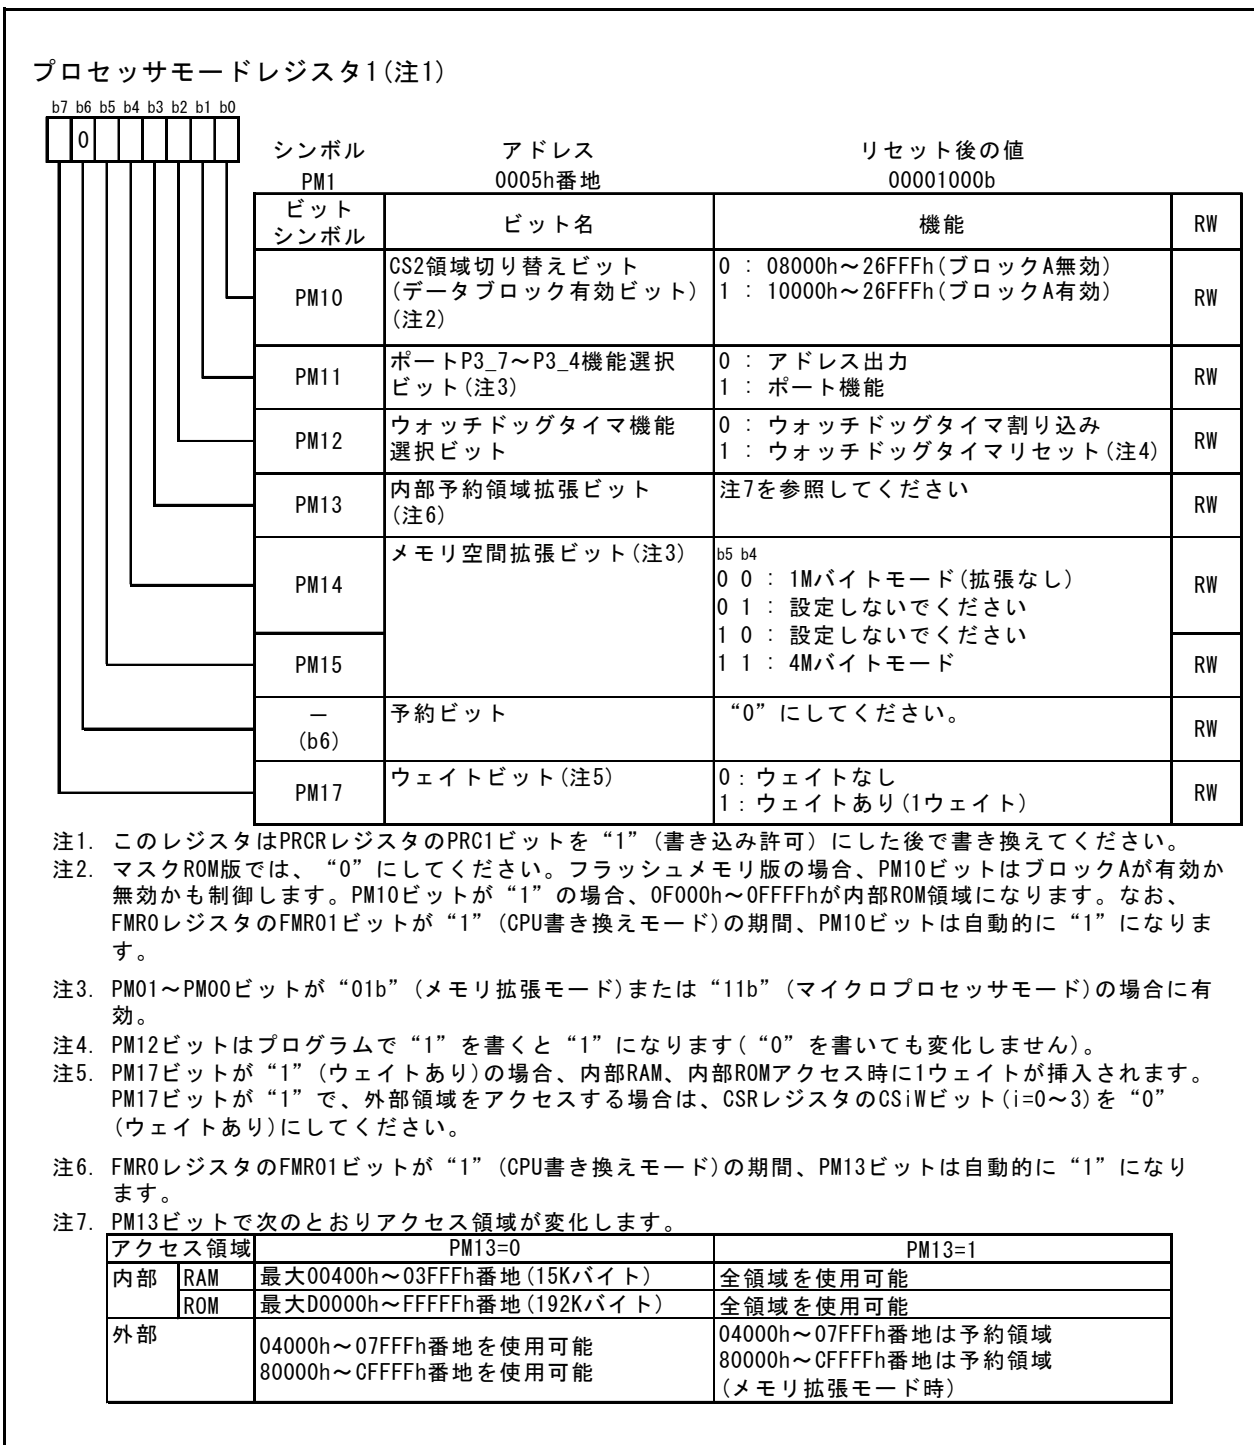 プロセッサモードレジスタ1(注1)
b7 b6 b5 b4 b3 b2 b1 b0
0
シンボル アドレス リセット後の値
PM1 0005h番地 00001000b
ビット
シンボル ビット名 機能 RW
PM10 CS2領域切り替えビット
(データブロック有効ビット)
(注2) 0 : 08000h～26FFFh(ブロックA無効)
1 : 10000h～26FFFh(ブロックA有効) RW
PM11 ポートP3_7～P3_4機能選択
ビット(注3) 0 : アドレス出力
1 : ポート機能 RW
PM12 ウォッチドッグタイマ機能
選択ビット 0 : ウォッチドッグタイマ割り込み
1 : ウォッチドッグタイマリセット(注4) RW
PM13 内部予約領域拡張ビット
(注6) 注7を参照してください RW
PM14 メモリ空間拡張ビット(注3) b5 b4
0 0 : 1Mバイトモード(拡張なし)
0 1 : 設定しないでください RW
1 0 : 設定しないでください
PM15 1 1 : 4Mバイトモード RW
－
(b6) 予約ビット “0”にしてください。 RW
PM17 ウェイトビット(注5) 0 : ウェイトなし
1 : ウェイトあり(1ウェイト) RW
注1. このレジスタはPRCRレジスタのPRC1ビットを“1”(書き込み許可) にした後で書き換えてください。
注2. マスクROM版では、“0”にしてください。フラッシュメモリ版の場合、PM10ビットはブロックAが有効か
無効かも制御します。PM10ビットが“1”の場合、0F000h～0FFFFhが内部ROM領域になります。なお、
FMR0レジスタのFMR01ビットが“1”(CPU書き換えモード)の期間、PM10ビットは自動的に“1”になりま
す。
注3. PM01～PM00ビットが“01b”(メモリ拡張モード)または“11b”(マイクロプロセッサモード)の場合に有
効。
注4. PM12ビットはプログラムで“1”を書くと“1”になります(“0”を書いても変化しません)。
注5. PM17ビットが“1”(ウェイトあり)の場合、内部RAM、内部ROMアクセス時に1ウェイトが挿入されます。
PM17ビットが“1”で、外部領域をアクセスする場合は、CSRレジスタのCSiWビット(i=0～3)を“0”
(ウェイトあり)にしてください。
注6. FMR0レジスタのFMR01ビットが“1”(CPU書き換えモード)の期間、PM13ビットは自動的に“1”になり
ます。
注7. PM13ビットで次のとおりアクセス領域が変化します。
アクセス領域 PM13=0 PM13=1
内部 RAM 最大00400h～03FFFh番地(15Kバイト) 全領域を使用可能
ROM 最大D0000h～FFFFFh番地(192Kバイト) 全領域を使用可能
外部 04000h～07FFFh番地を使用可能
80000h～CFFFFh番地を使用可能 04000h～07FFFh番地は予約領域
80000h～CFFFFh番地は予約領域
(メモリ拡張モード時)